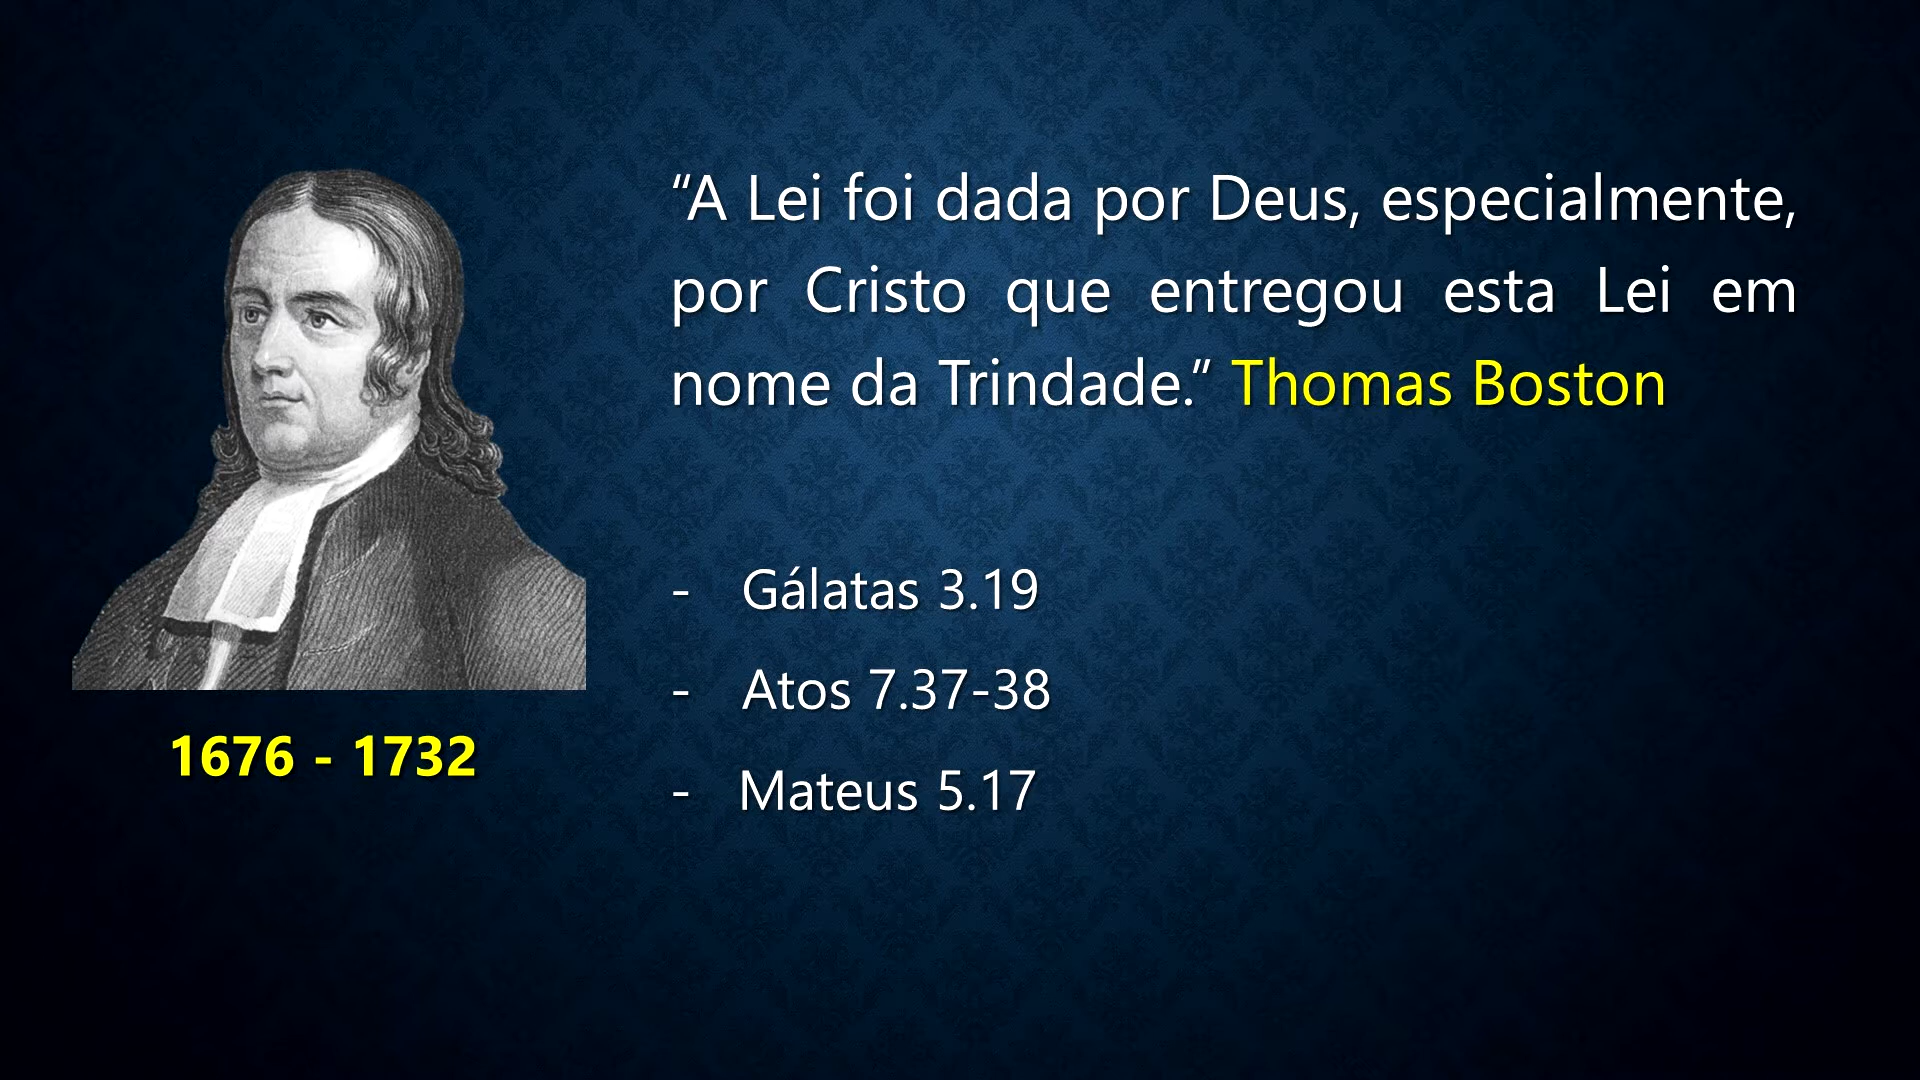 “A Lei foi dada por Deus, especialmente,
por Cristo que entregou esta Lei em
nome da Trindade.” Thomas Boston
- Gálatas 3.19
- Atos 7.37-38
- Mateus 5.17
1676 - 1732